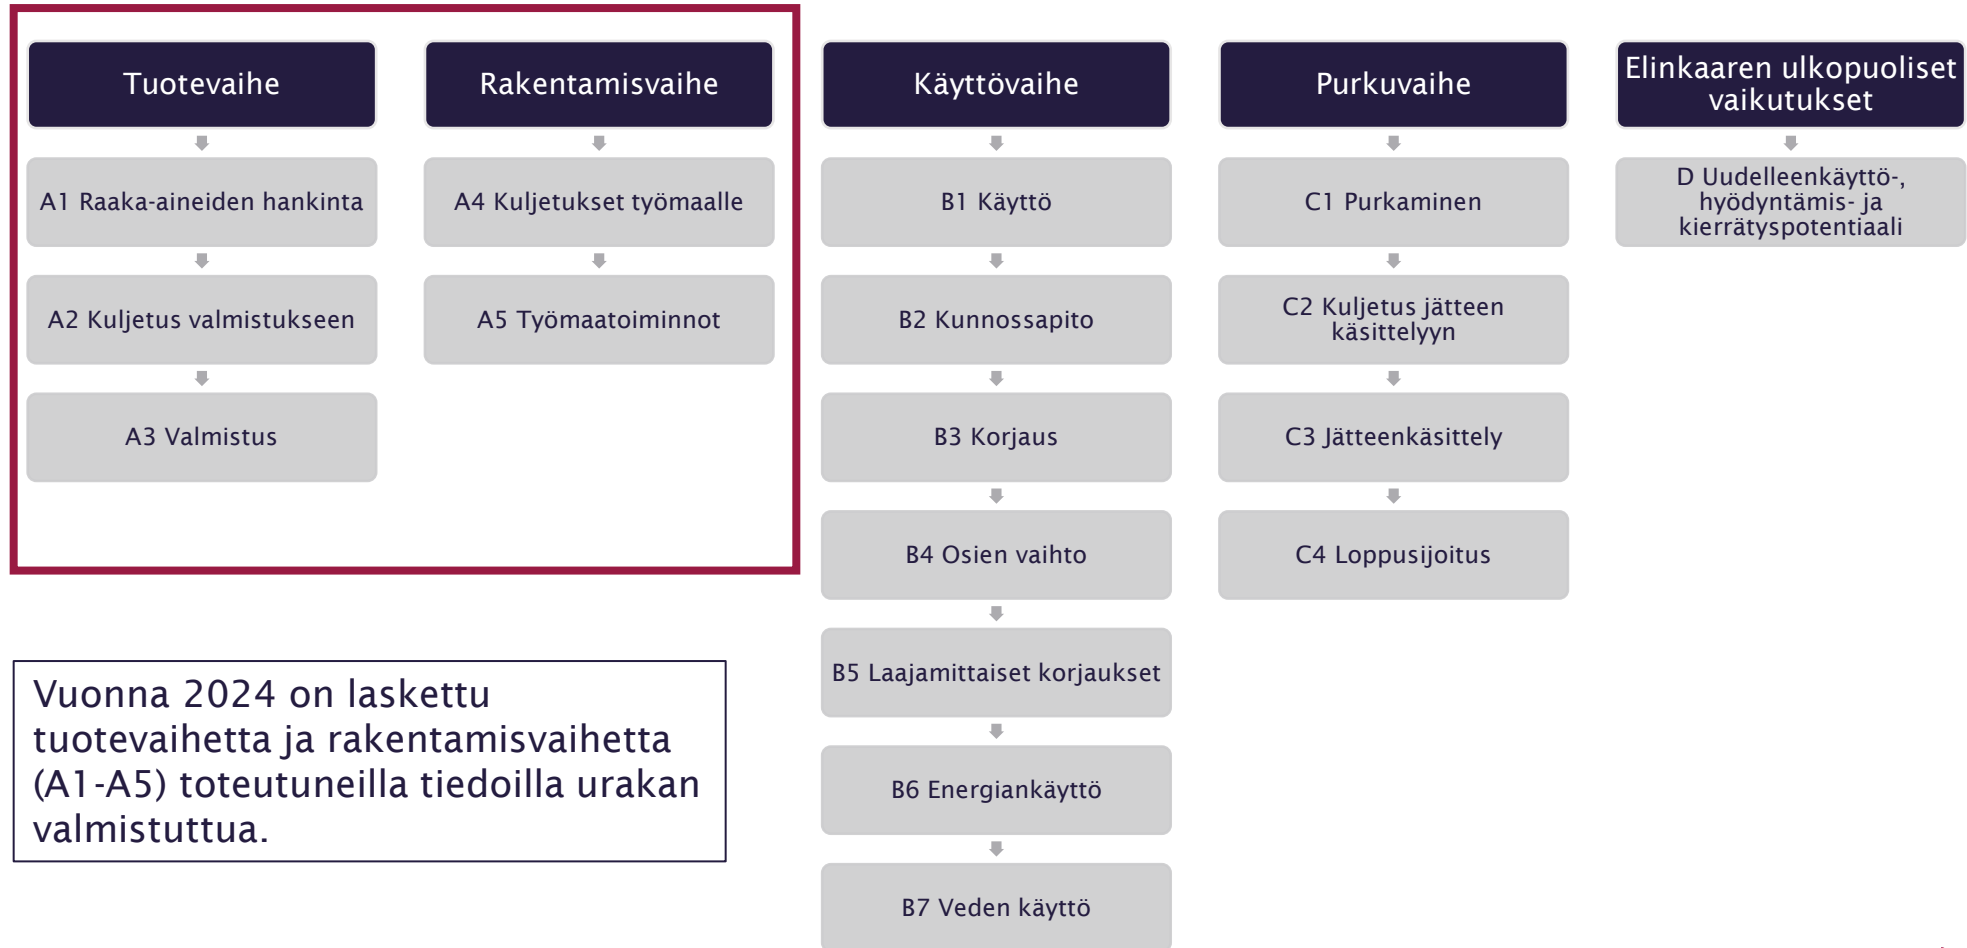 Tuotevaihe
A1 Raaka-aineiden hankinta
A2 Kuljetus valmistukseen
A3 Valmistus
Rakentamisvaihe
A4 Kuljetukset työmaalle
A5 Työmaatoiminnot
Käyttövaihe
B1 Käyttö
B2 Kunnossapito
B3 Korjaus
B4 Osien vaihto
B5 Laajamittaiset korjaukset
B6 Energiankäyttö
B7 Veden käyttö
Purkuvaihe
C1 Purkaminen
C2 Kuljetus jätteen
käsittelyyn
C3 Jätteenkäsittely
C4 Loppusijoitus
Elinkaaren ulkopuoliset
vaikutukset
D Uudelleenkäyttö-,
hyödyntämis- ja
kierrätyspotentiaali
Vuonna 2024 on laskettu
tuotevaihetta ja rakentamisvaihetta
(A1-A5) toteutuneilla tiedoilla urakan
valmistuttua.